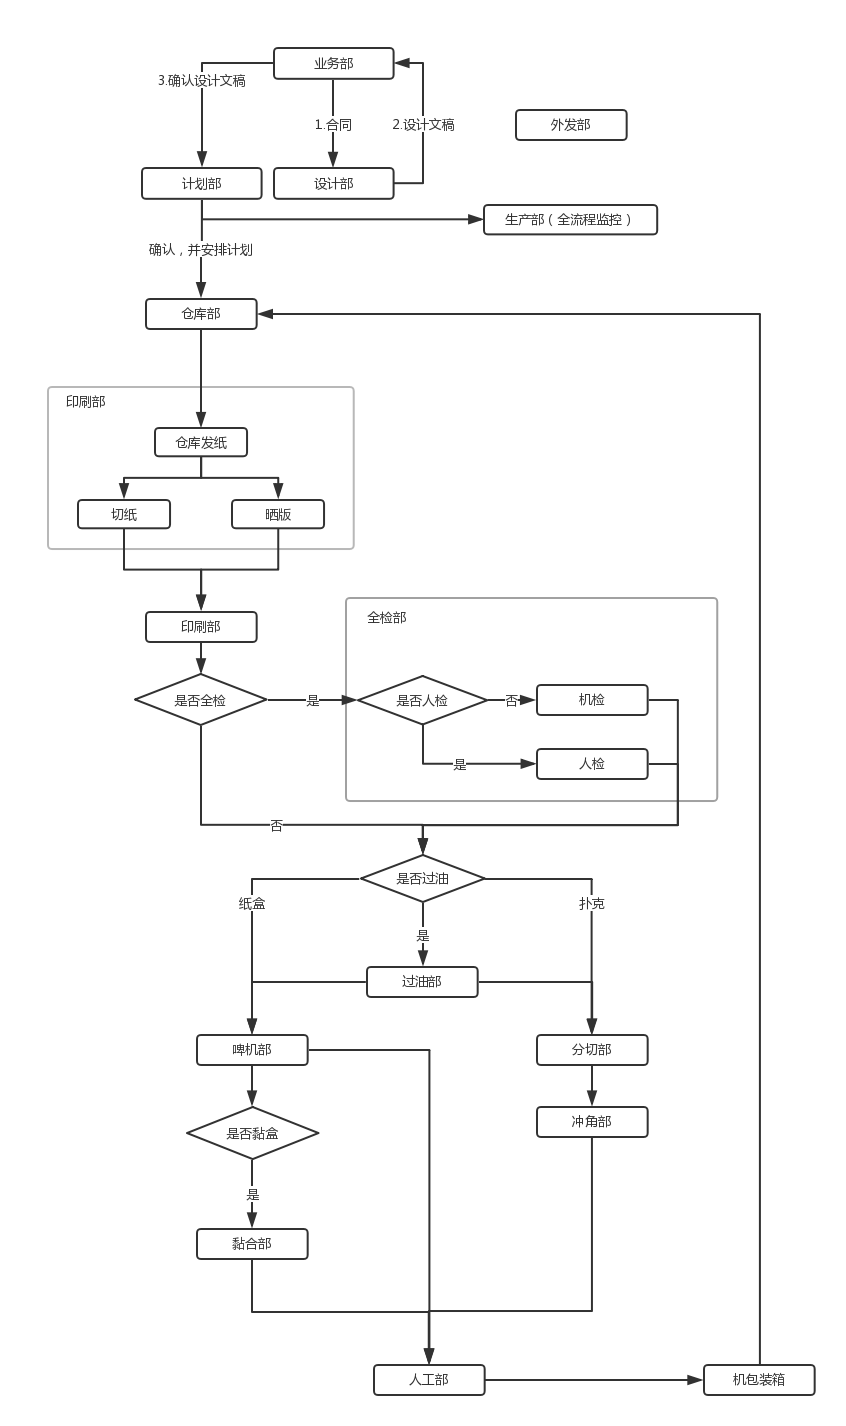 业务部
3.确认设计文稿
1.合同
2.设计文稿
外发部
计划部
设计部
生产部（全流程监控）
确认，并安排计划
仓库部
印刷部
仓库发纸
切纸
晒版
印刷部
全检部
是否全检
是
是否人检
否
机检
是
人检
否
是否过油
纸盒
扑克
是
过油部
啤机部
分切部
冲角部
是否黏盒
是
黏合部
人工部
机包装箱